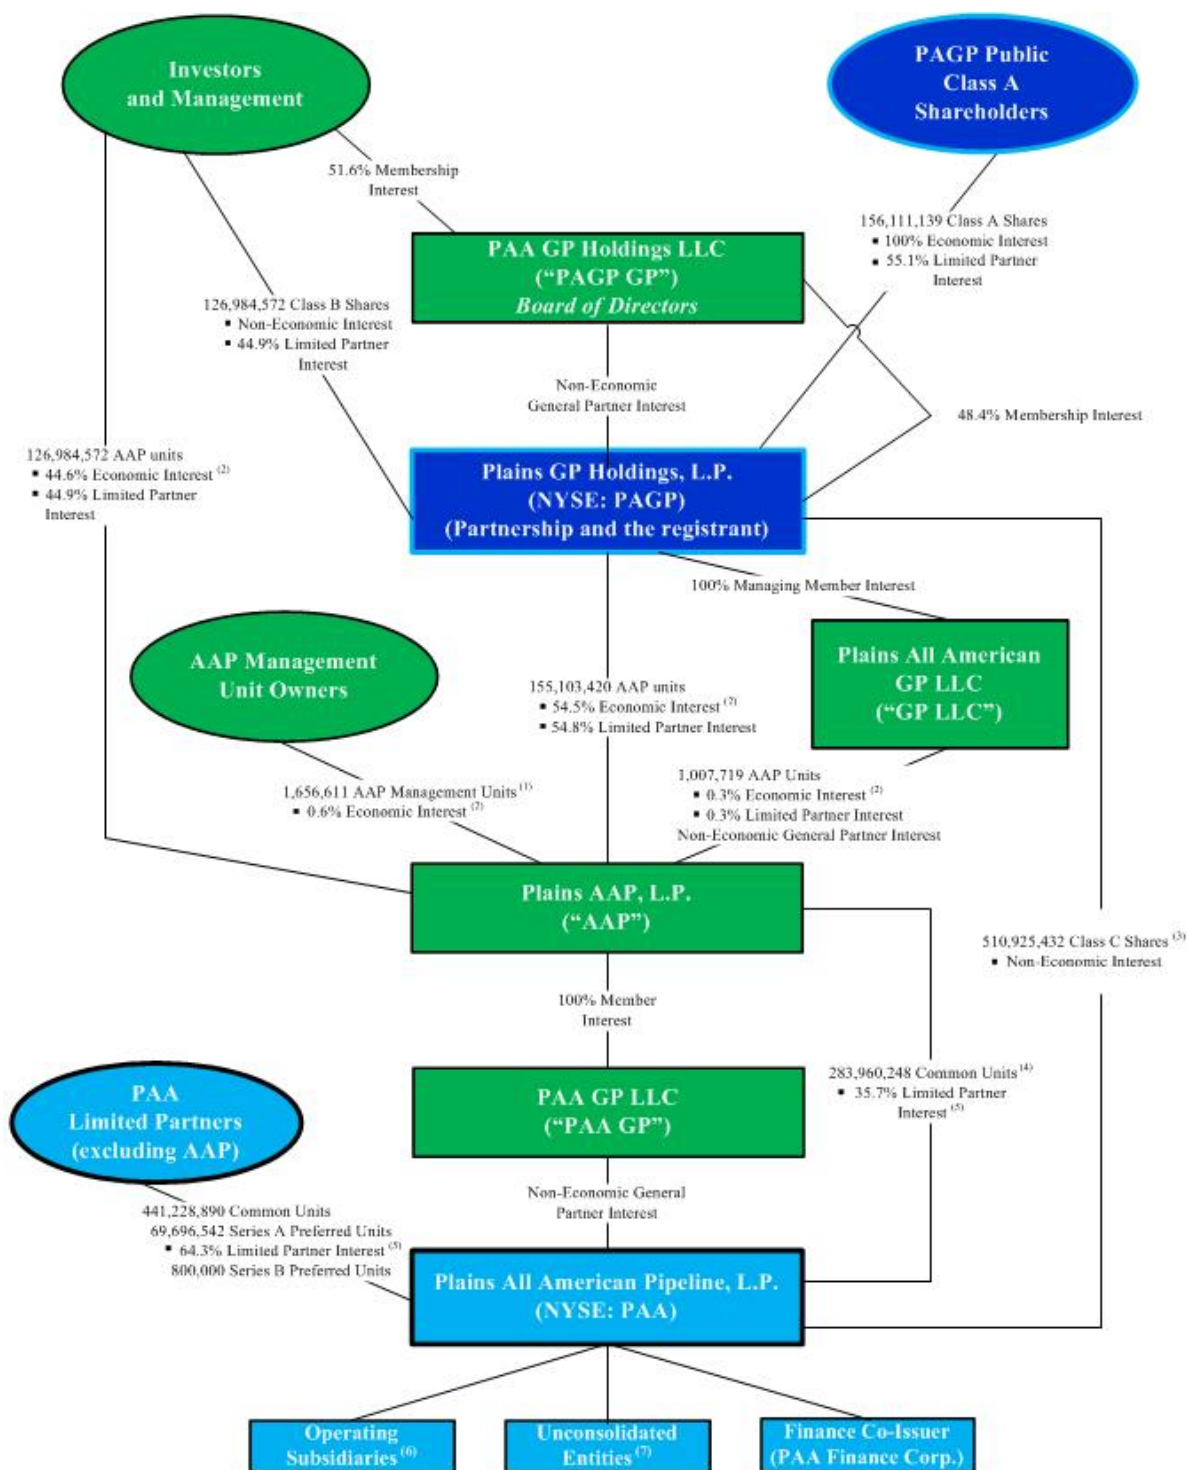 Investors
and Management
PAGP Public
Class A
Shareholders
51.6% Membership
Interest
156,111,139 Class A Shares
▪ 100% Economic Interest
▪ 55.1% Limited Partner
Interest
PAA GP Holdings LLC
(“PAGP GP”)
Board of Directors
126,984,572 Class B Shares
▪ Non-Economic Interest
▪ 44.9% Limited Partner
Interest
Non-Economic
General Partner Interest
48.4% Membership Interest
126,984,572 AAP units
▪ 44.6% Economic Interest (2)
▪ 44.9% Limited Partner
Interest
Plains GP Holdings, L.P.
(NYSE: PAGP)
(Partnership and the registrant)
100% Managing Member Interest
AAP Management
Unit Owners
Plains All American
GP LLC
(“GP LLC”)
155,103,420 AAP units
▪ 54.5% Economic Interest (2)
▪ 54.8% Limited Partner Interest
1,656,611 AAP Management Units (1)
▪ 0.6% Economic Interest (2)
1,007,719 AAP Units
▪ 0.3% Economic Interest (2)
▪ 0.3% Limited Partner Interest
Non-Economic General Partner Interest
Plains AAP, L.P.
(“AAP”)
510,925,432 Class C Shares (3)
▪ Non-Economic Interest
100% Member
Interest
283,960,248 Common Units (4)
▪ 35.7% Limited Partner
Interest (5)
PAA
Limited Partners
(excluding AAP)
PAA GP LLC
(“PAA GP”)
Non-Economic General
Partner Interest
441,228,890 Common Units
69,696,542 Series A Preferred Units
▪ 64.3% Limited Partner Interest (5)
800,000 Series B Preferred Units
Plains All American Pipeline, L.P.
(NYSE: PAA)
Operating
Subsidiaries (6)
Unconsolidated
Entities (7)
Finance Co-Issuer
(PAA Finance Corp.)